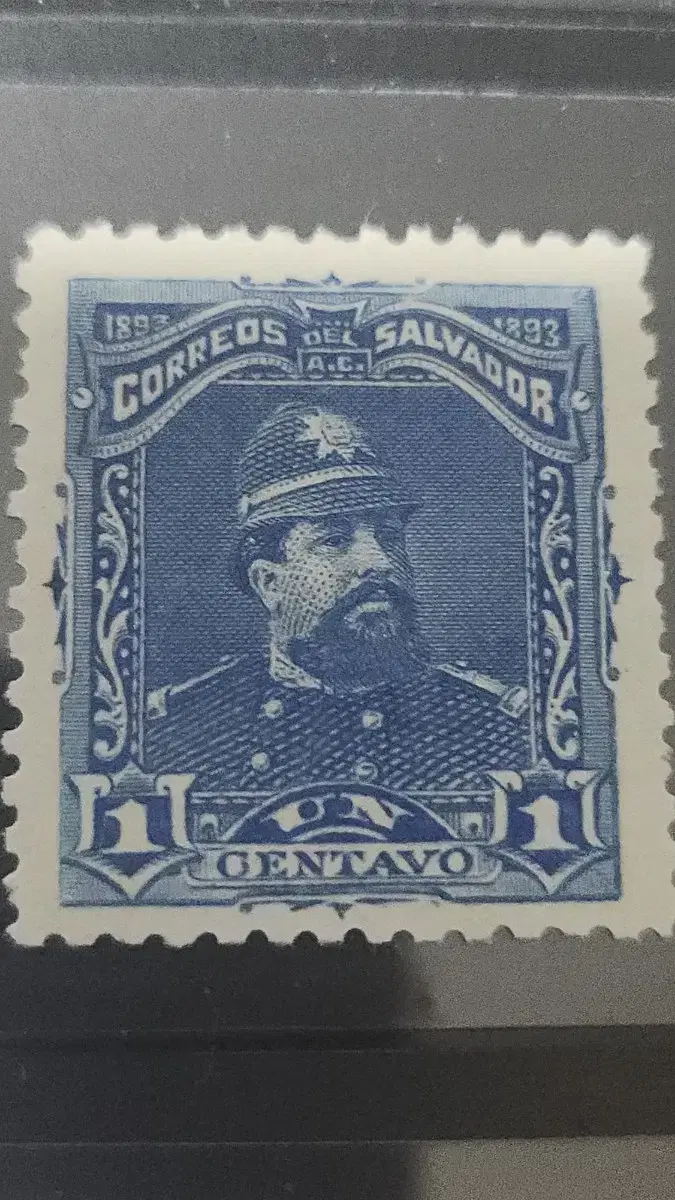 1893 1893
CORREOS DEL SALVADOR
A.C.
1 UN 1
CENTAVO